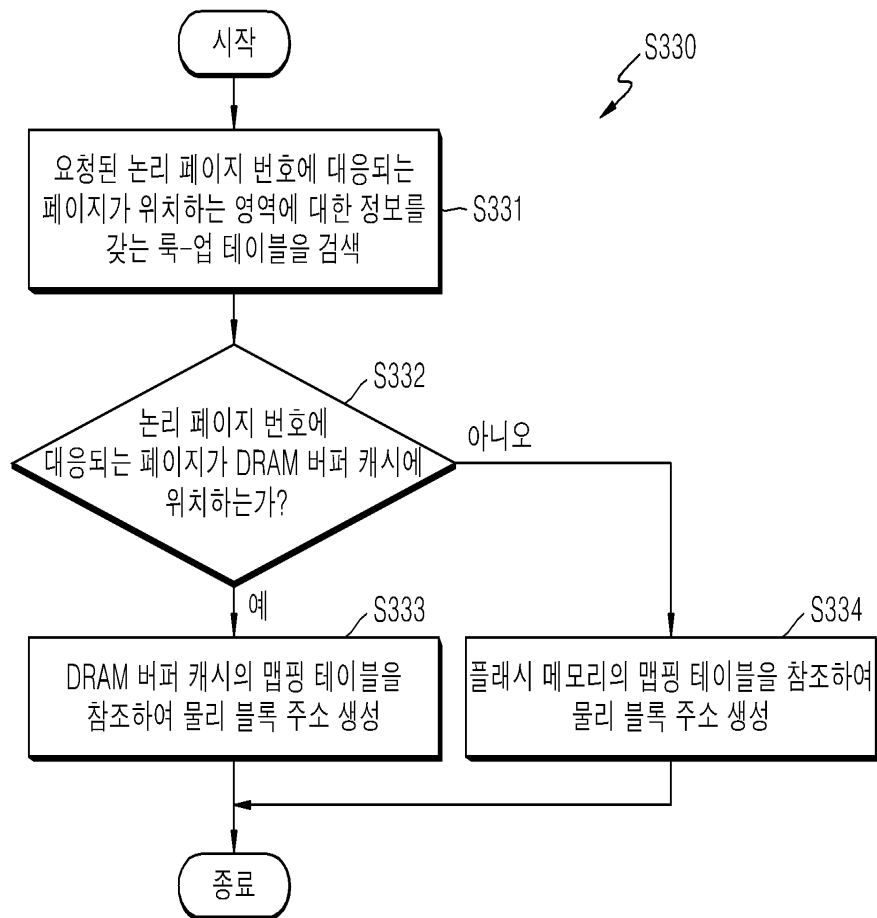 시작
S330
요청된 논리 페이지 번호에 대응되는
페이지가 위치하는 영역에 대한 정보를
갖는 룩-업 테이블을 검색
S331
S332
논리 페이지 번호에
대응되는 페이지가 DRAM 버퍼 캐시에
위치하는가?
아니오
예
S333
DRAM 버퍼 캐시의 맵핑 테이블을
참조하여 물리 블록 주소 생성
S334
플래시 메모리의 맵핑 테이블을 참조하여
물리 블록 주소 생성
종료